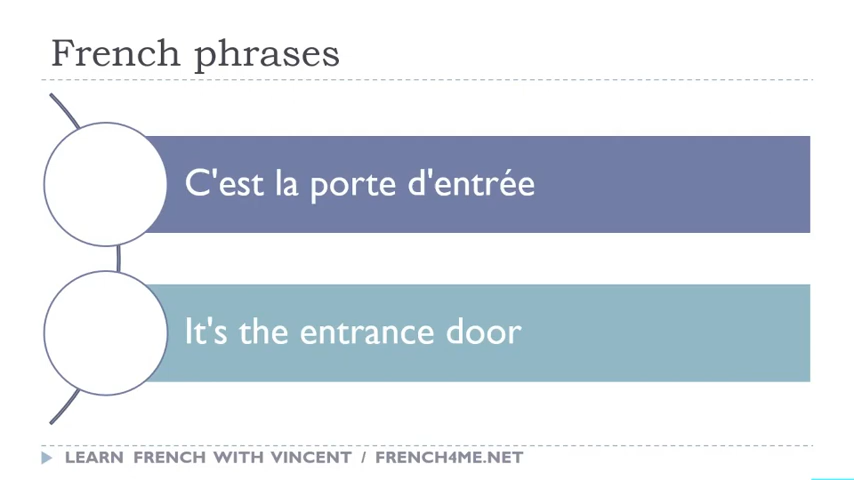 French phrases
C'est la porte d'entrée
It's the entrance door
LEARN FRENCH WITH VINCENT / FRENCH4ME.NET